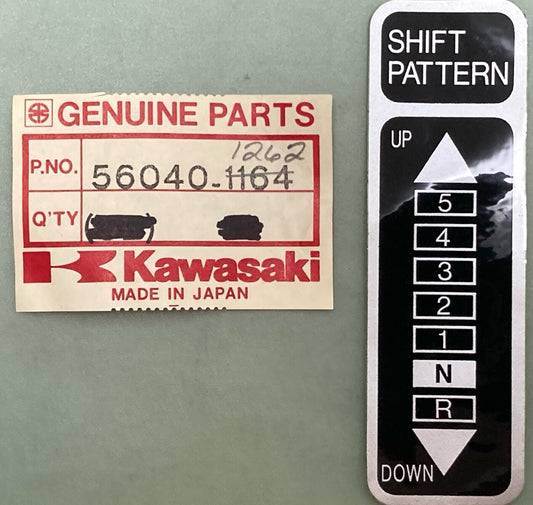 GENUINE PARTS
1262
P.NO. 56040-1164
Q'TY
Kawasaki
MADE IN JAPAN
SHIFT
PATTERN
UP
5
4
3
2
1
N
R
DOWN